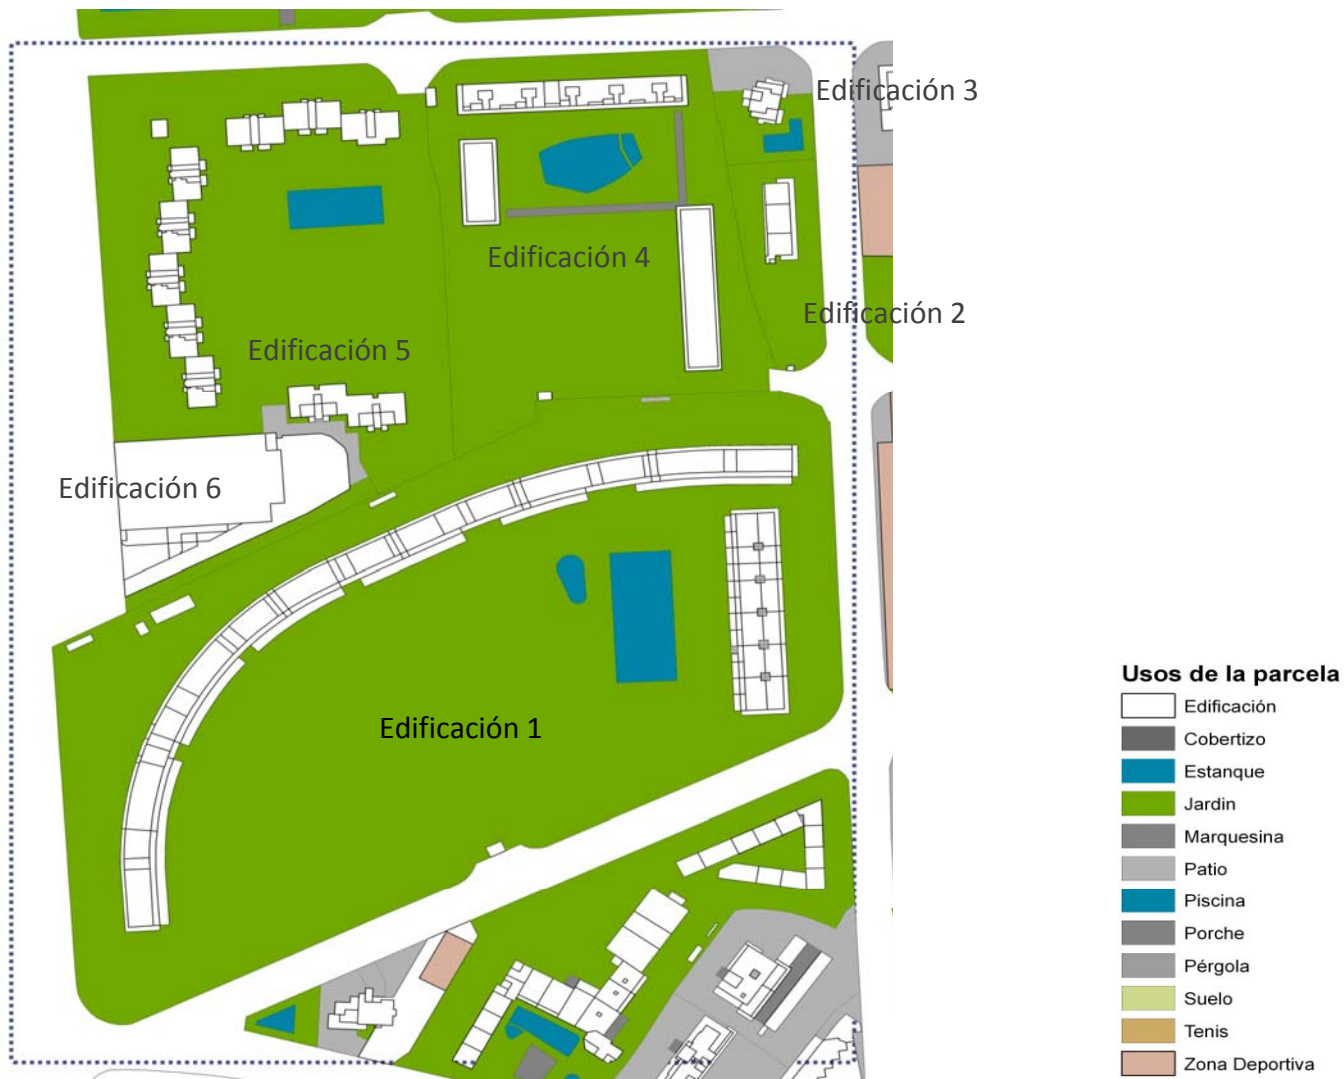 Edificación 3
Edificación 4
Edificación 2
Edificación 5
Edificación 6
Edificación 1
Usos de la parcela
Edificación
Cobertizo
Estanque
Jardin
Marquesina
Patio
Piscina
Porche
Pérgola
Suelo
Tenis
Zona Deportiva